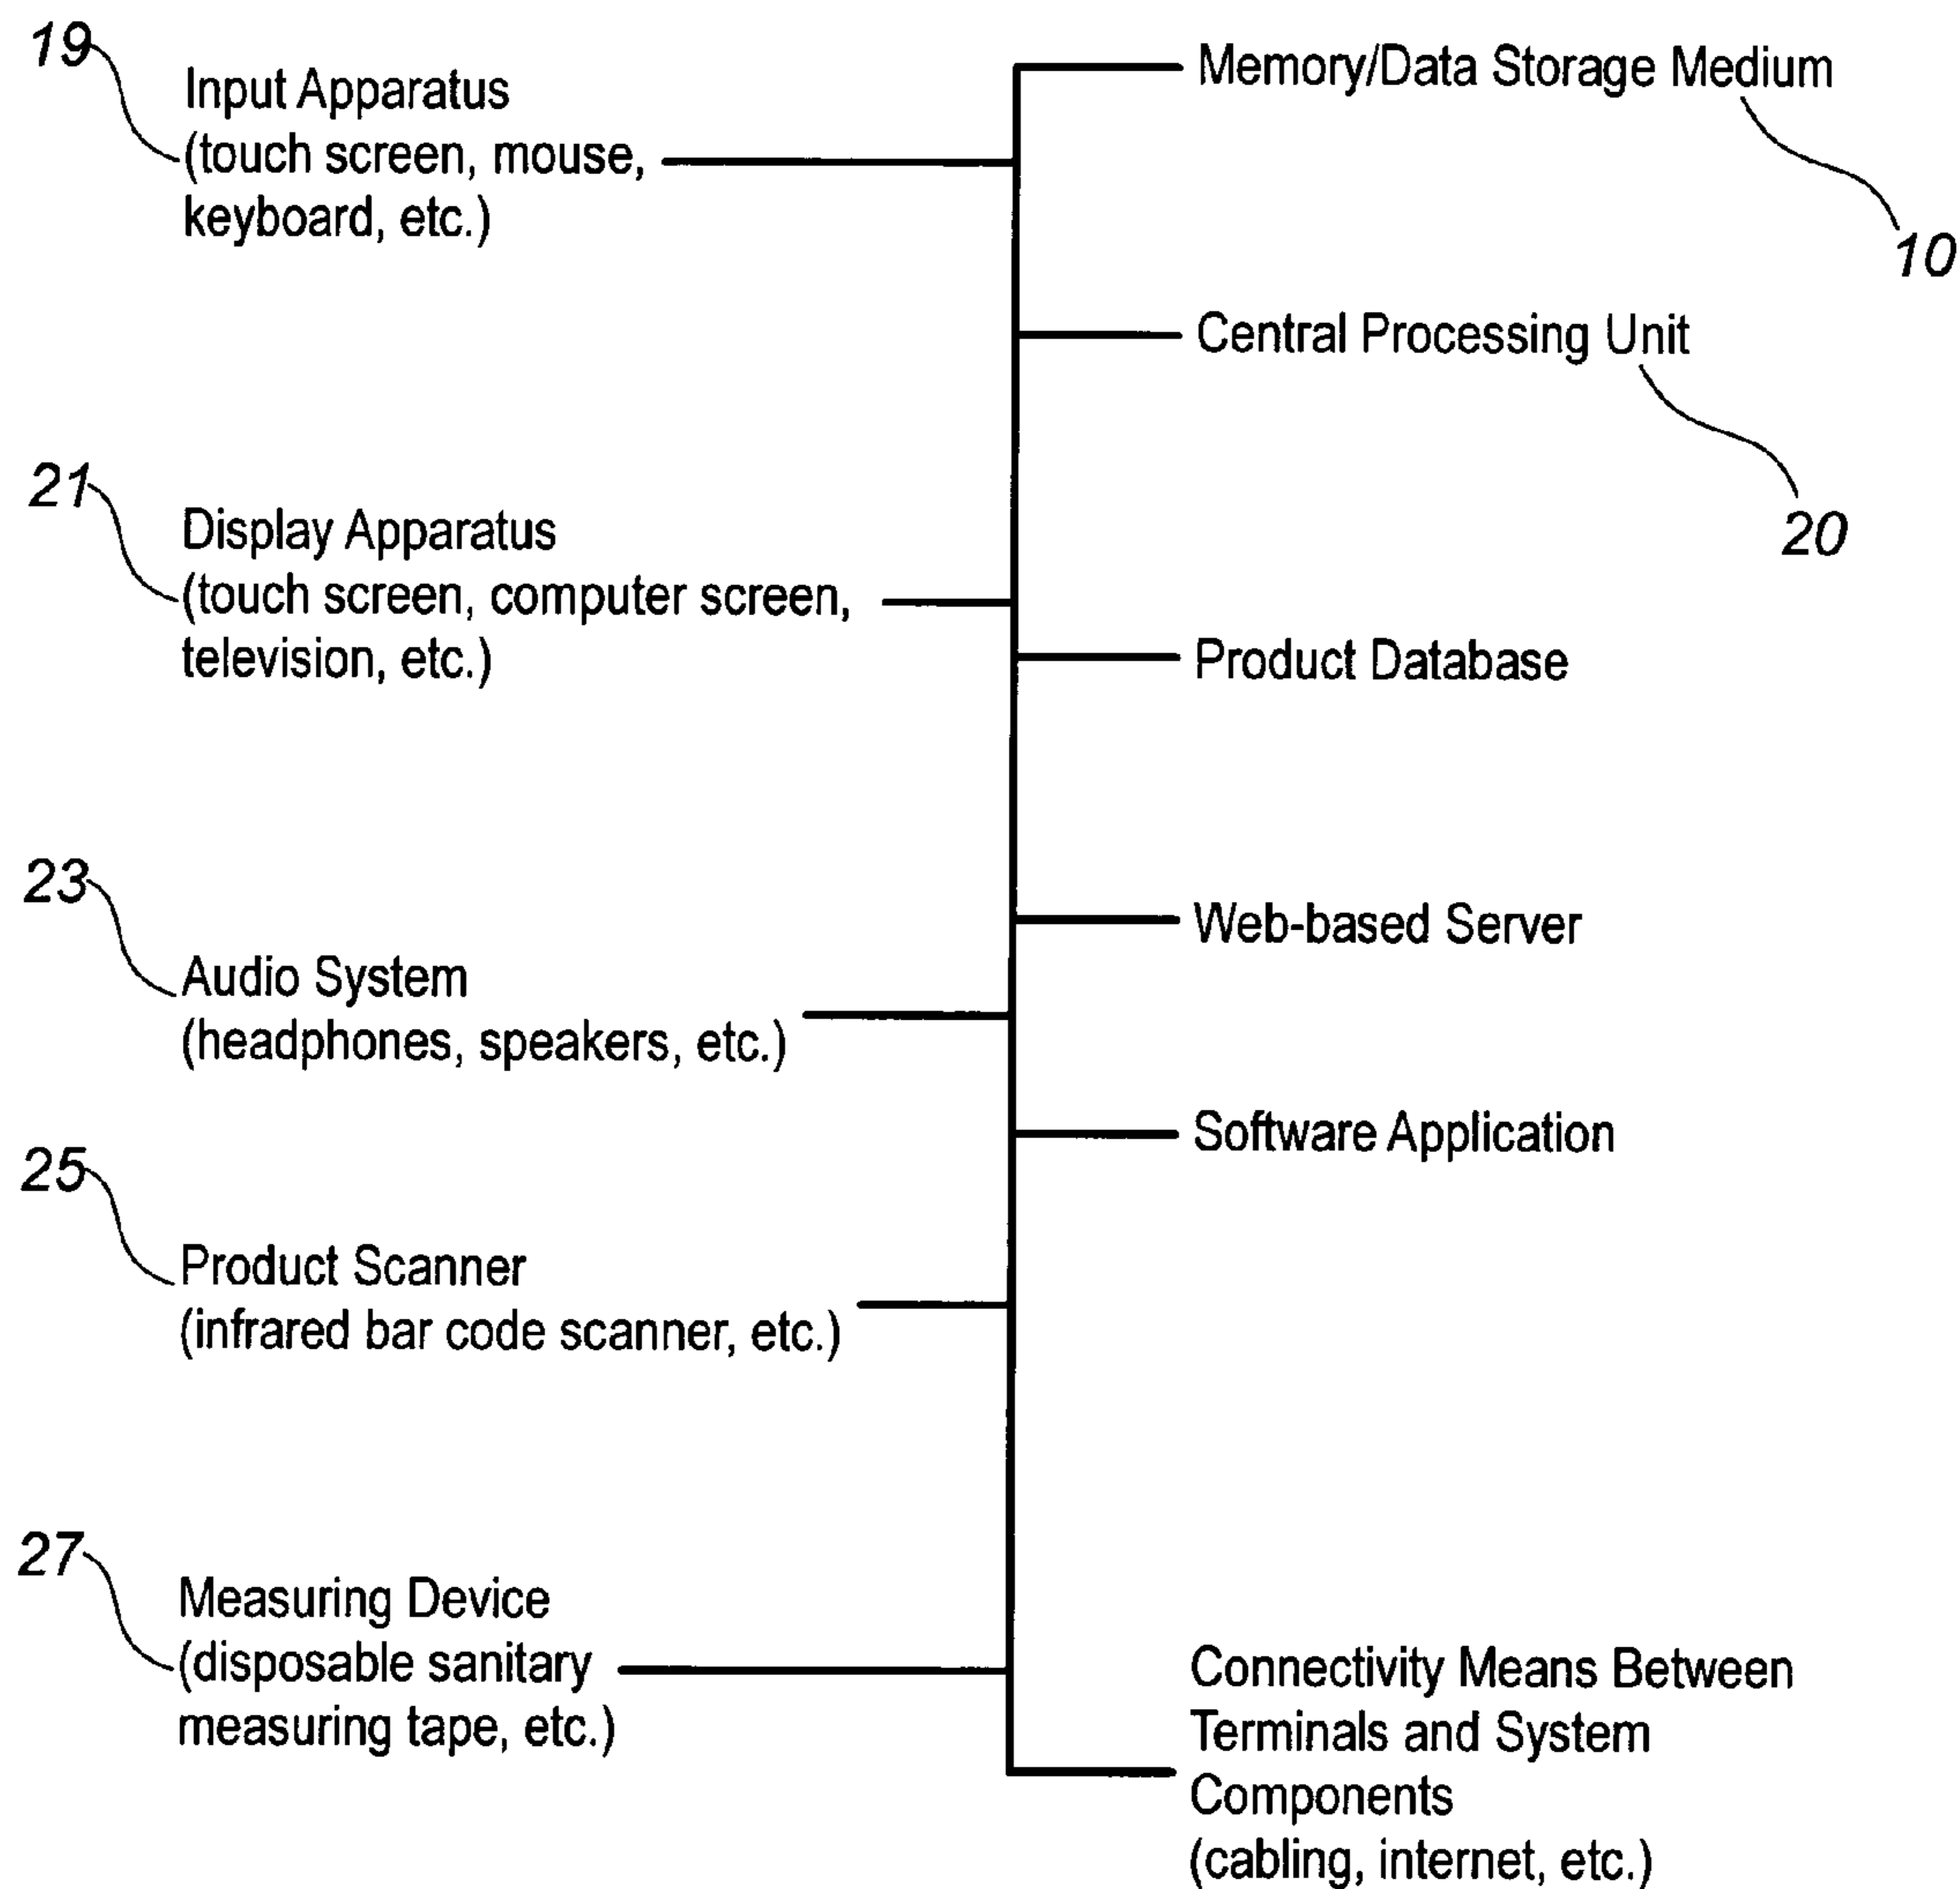 19
Input Apparatus
(touch screen, mouse,
keyboard, etc.)
21
Display Apparatus
(touch screen, computer screen,
television, etc.)
23
Audio System
(headphones, speakers, etc.)
25
Product Scanner
(infrared bar code scanner, etc.)
27
Measuring Device
(disposable sanitary
measuring tape, etc.)
Memory/Data Storage Medium
10
Central Processing Unit
20
Product Database
Web-based Server
Software Application
Connectivity Means Between
Terminals and System
Components
(cabling, internet, etc.)